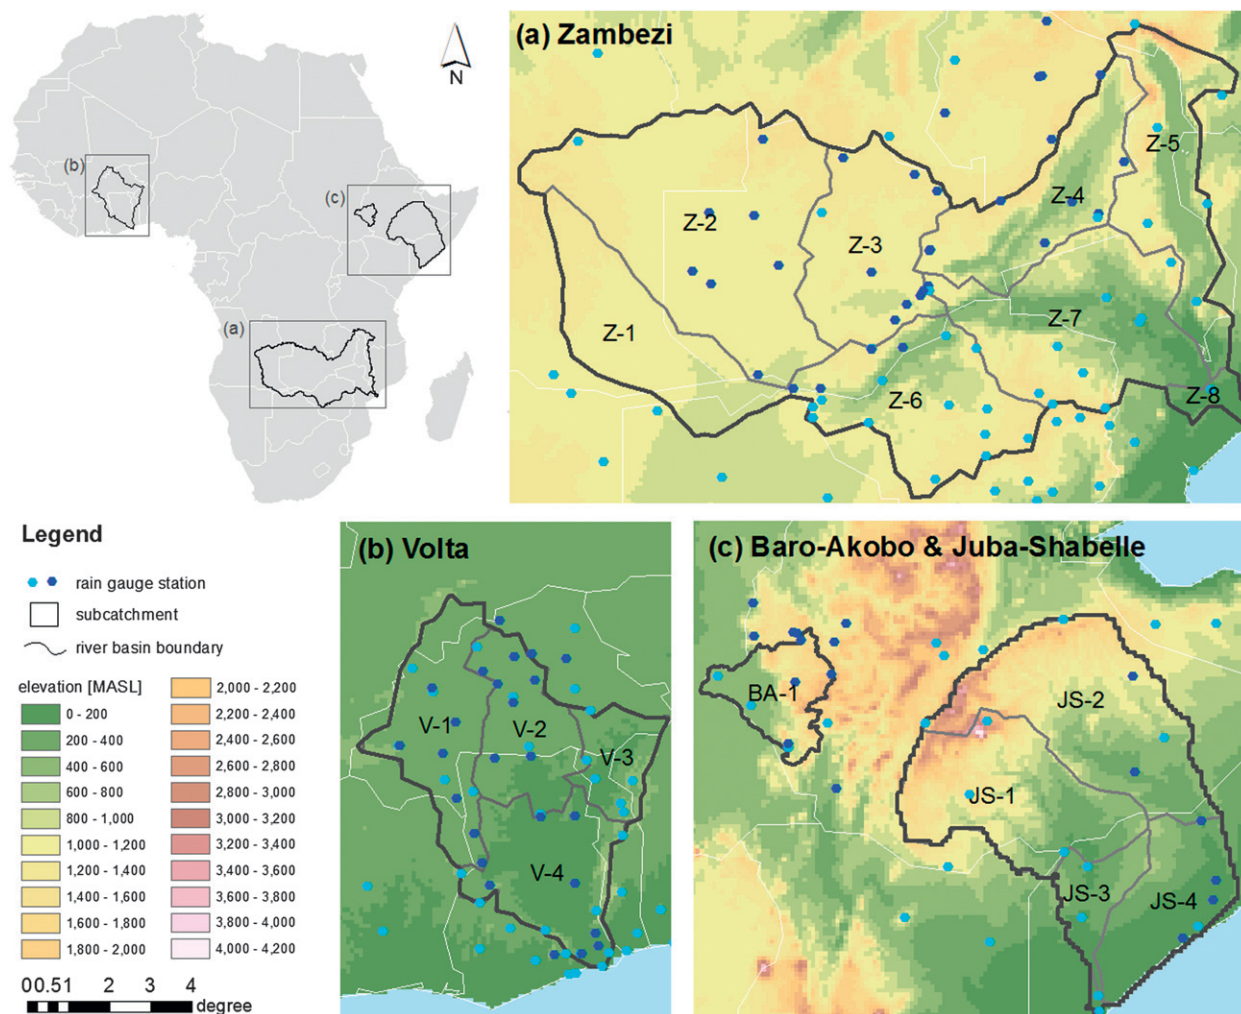 N
(b)
(c)
(a)
(a) Zambezi
Z-1
Z-2
Z-3
Z-4
Z-5
Z-6
Z-7
Z-8
Legend
rain gauge station
subcatchment
river basin boundary
elevation [MASL]
0 - 200
200 - 400
400 - 600
600 - 800
800 - 1,000
1,000 - 1,200
1,200 - 1,400
1,400 - 1,600
1,600 - 1,800
1,800 - 2,000
2,000 - 2,200
2,200 - 2,400
2,400 - 2,600
2,600 - 2,800
2,800 - 3,000
3,000 - 3,200
3,200 - 3,400
3,400 - 3,600
3,600 - 3,800
3,800 - 4,000
4,000 - 4,200
00.51 2 3 4
degree
(b) Volta
V-1
V-2
V-3
V-4
(c) Baro-Akobo & Juba-Shabelle
BA-1
JS-2
JS-1
JS-3
JS-4